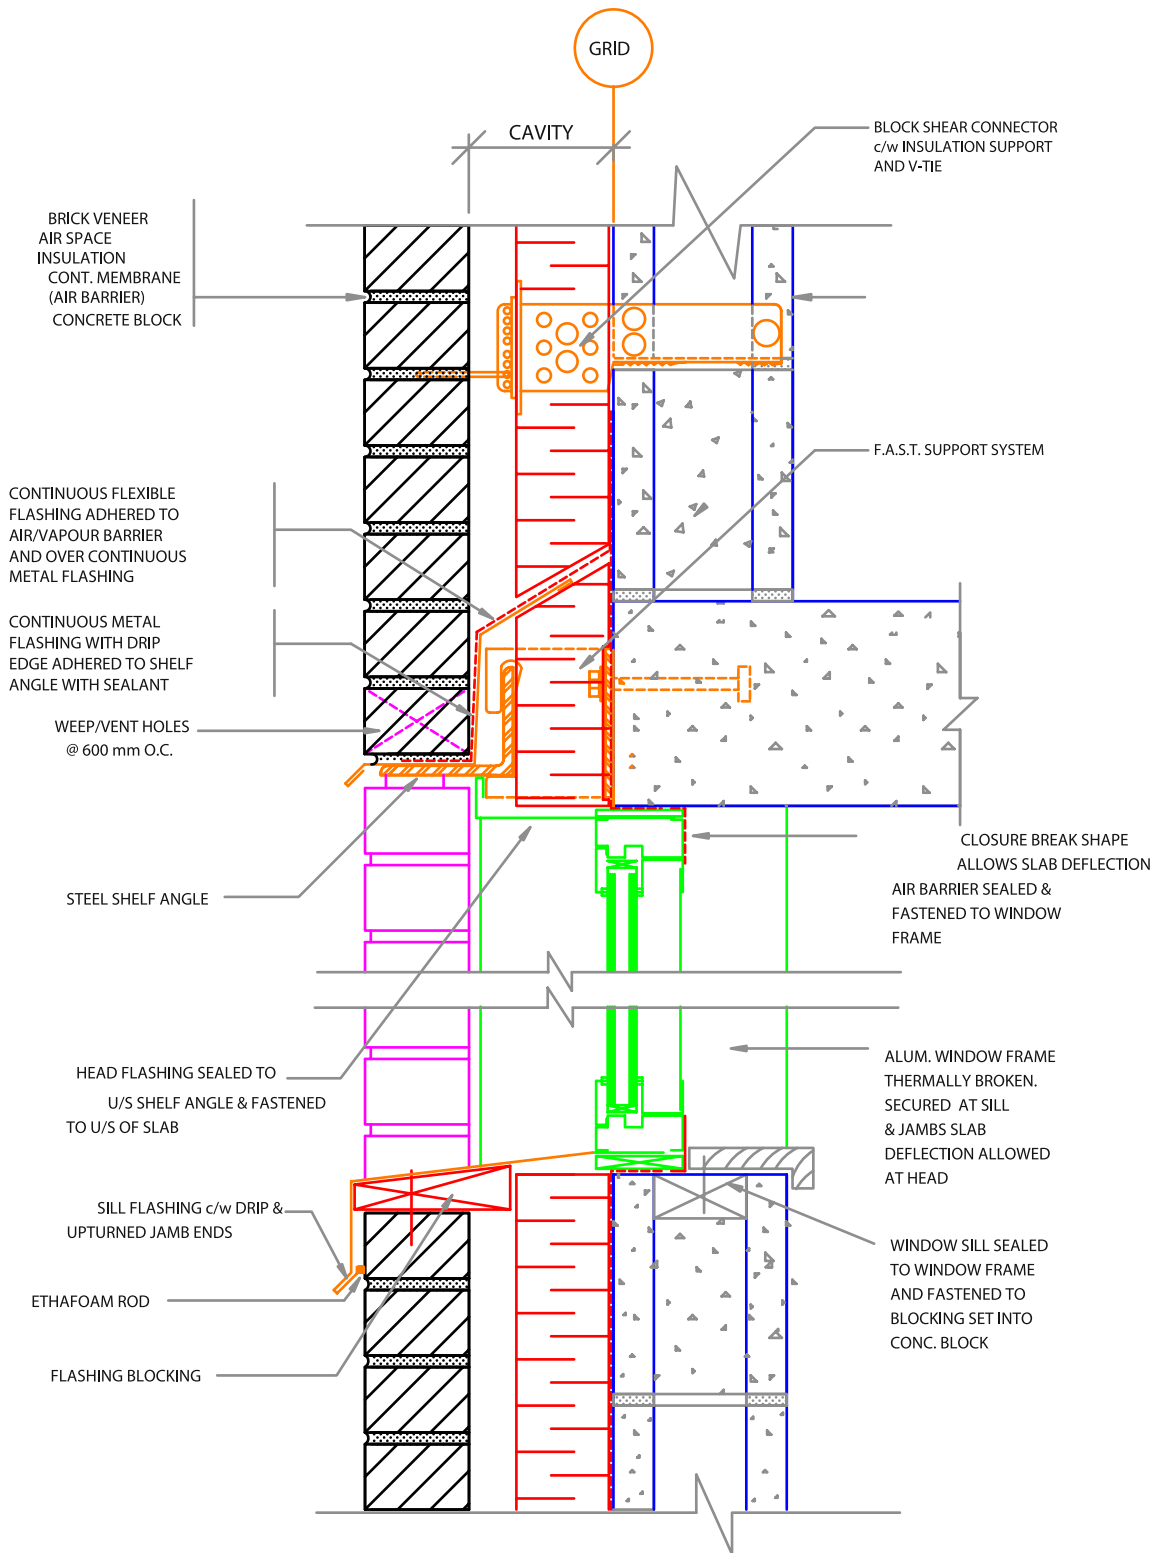 GRID
CAVITY
BLOCK SHEAR CONNECTOR
c/w INSULATION SUPPORT
AND V-TIE
BRICK VENEER
AIR SPACE
INSULATION
CONT. MEMBRANE
(AIR BARRIER)
CONCRETE BLOCK
F.A.S.T. SUPPORT SYSTEM
CONTINUOUS FLEXIBLE
FLASHING ADHERED TO
AIR/VAPOUR BARRIER
AND OVER CONTINUOUS
METAL FLASHING
CONTINUOUS METAL
FLASHING WITH DRIP
EDGE ADHERED TO SHELF
ANGLE WITH SEALANT
WEEP/VENT HOLES
@ 600 mm O.C.
STEEL SHELF ANGLE
CLOSURE BREAK SHAPE
ALLOWS SLAB DEFLECTION
AIR BARRIER SEALED &
FASTENED TO WINDOW
FRAME
HEAD FLASHING SEALED TO
U/S SHELF ANGLE & FASTENED
TO U/S OF SLAB
ALUM. WINDOW FRAME
THERMALLY BROKEN.
SECURED AT SILL
& JAMBS SLAB
DEFLECTION ALLOWED
AT HEAD
SILL FLASHING c/w DRIP &
UPTURNED JAMB ENDS
ETHAFOAM ROD
FLASHING BLOCKING
WINDOW SILL SEALED
TO WINDOW FRAME
AND FASTENED TO
BLOCKING SET INTO
CONC. BLOCK